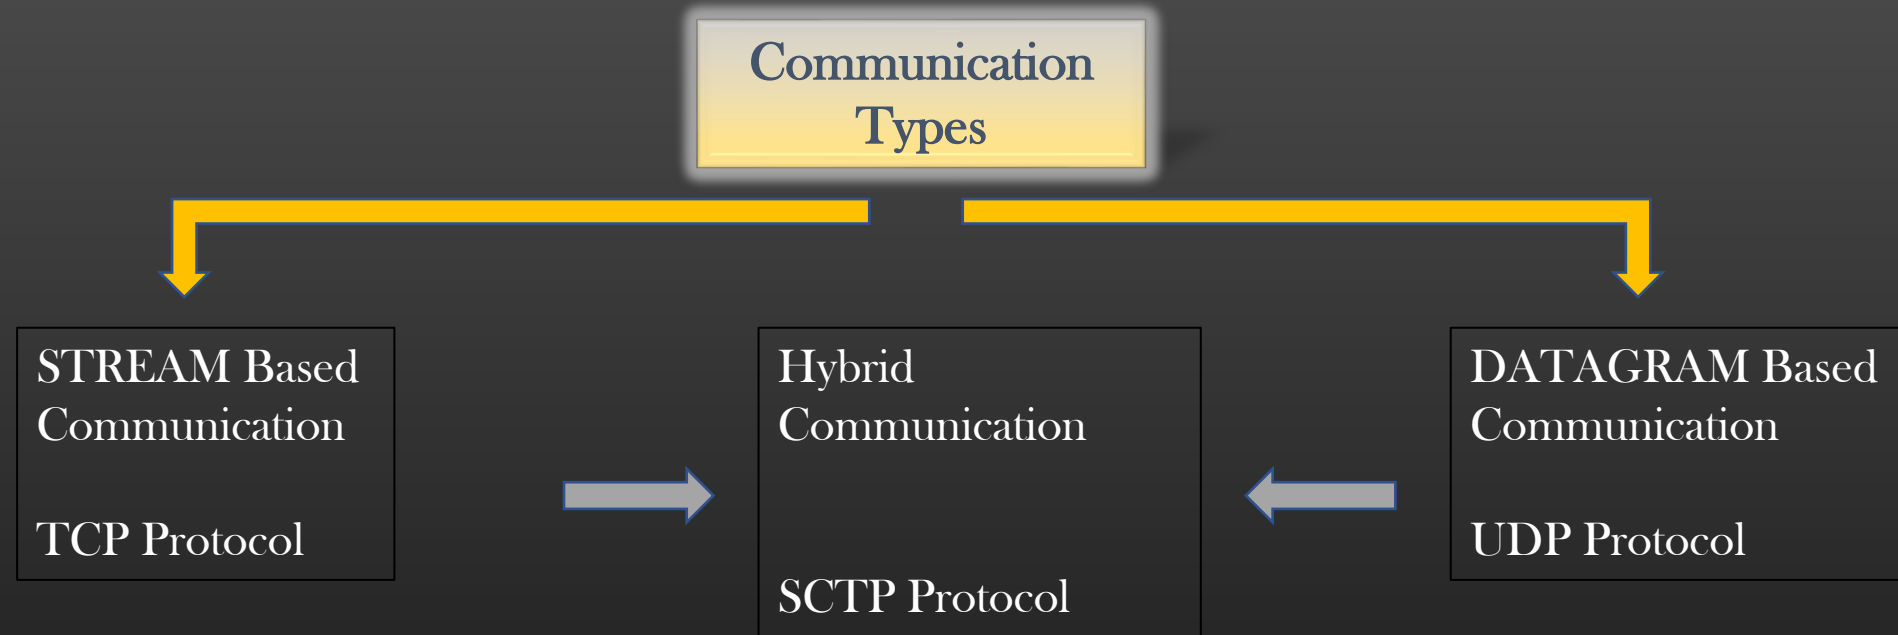 Communication
Types
STREAM Based
Communication
TCP Protocol
Hybrid
Communication
SCTP Protocol
DATAGRAM Based
Communication
UDP Protocol